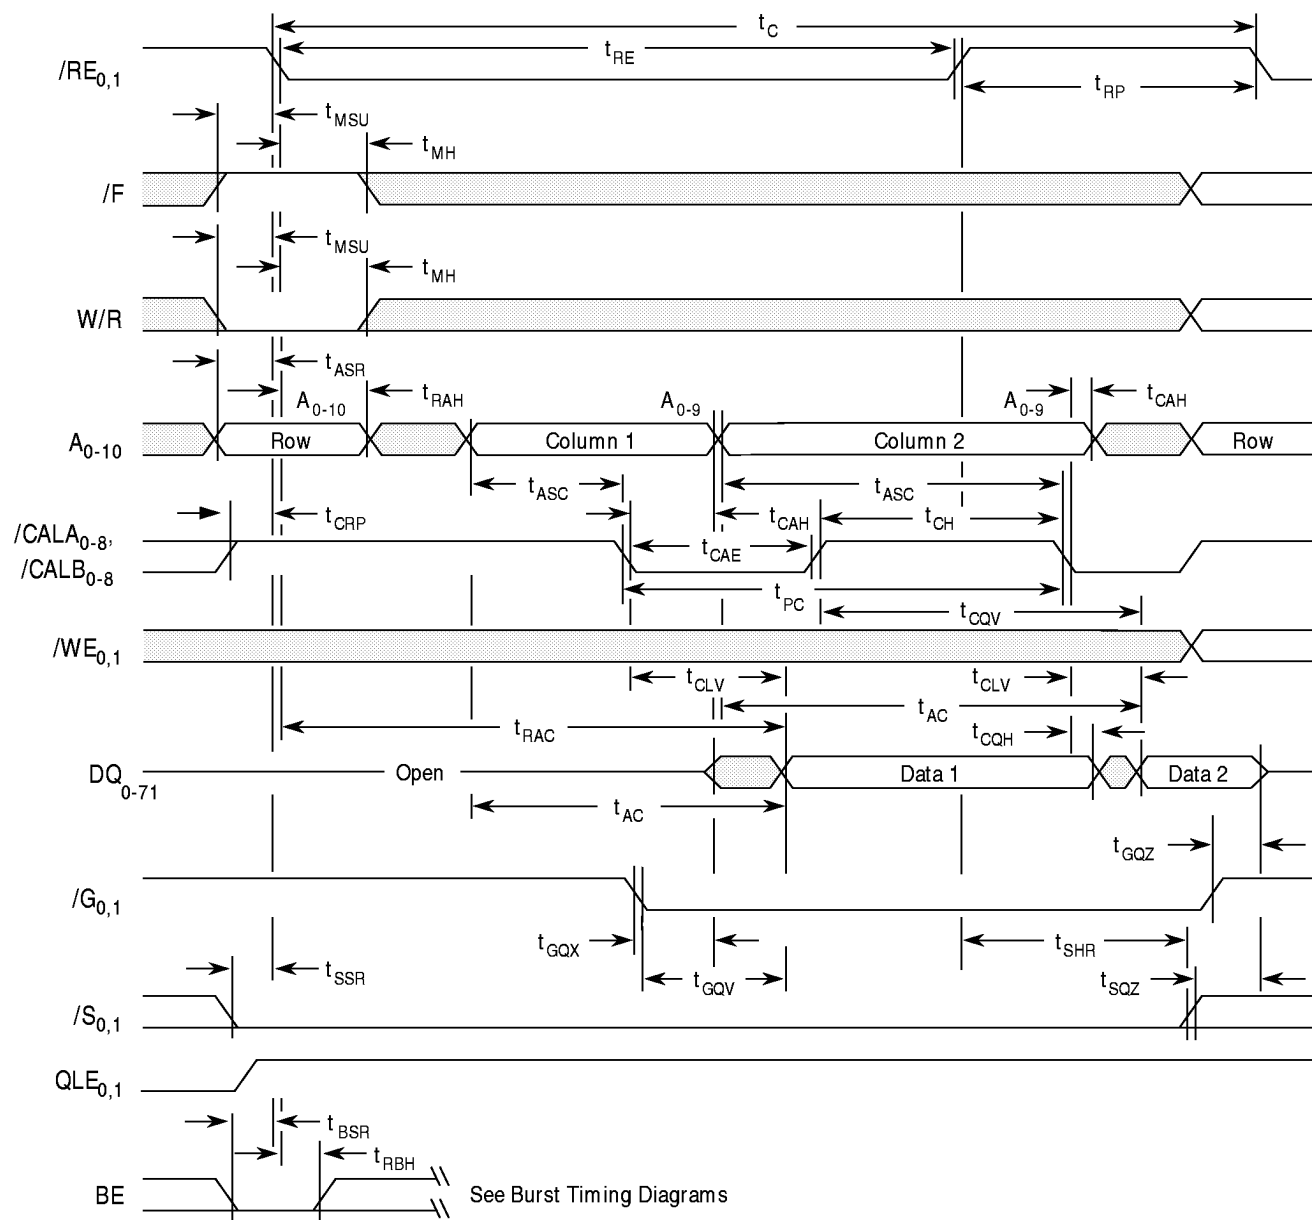 tC
/RE0,1
tRE
tRP
tMSU
tMH
/F
tMSU
tMH
W/R
tASR
tRAH
A0-10
A0-9
A0-9
tCAH
A0-10
Row
Column 1
Column 2
Row
tASC
tASC
tCRP
tCAH
tCH
/CALA0-8,
/CALB0-8
tCAE
tPC
tCQV
/WE0,1
tCLV
tCLV
tAC
tRAC
tCQH
DQ0-71
Open
Data 1
Data 2
tAC
tGQZ
/G0,1
tGQX
tSHR
tSSR
tGQV
tSQZ
/S0,1
QLE0,1
tBSR
tRBH
BE
See Burst Timing Diagrams